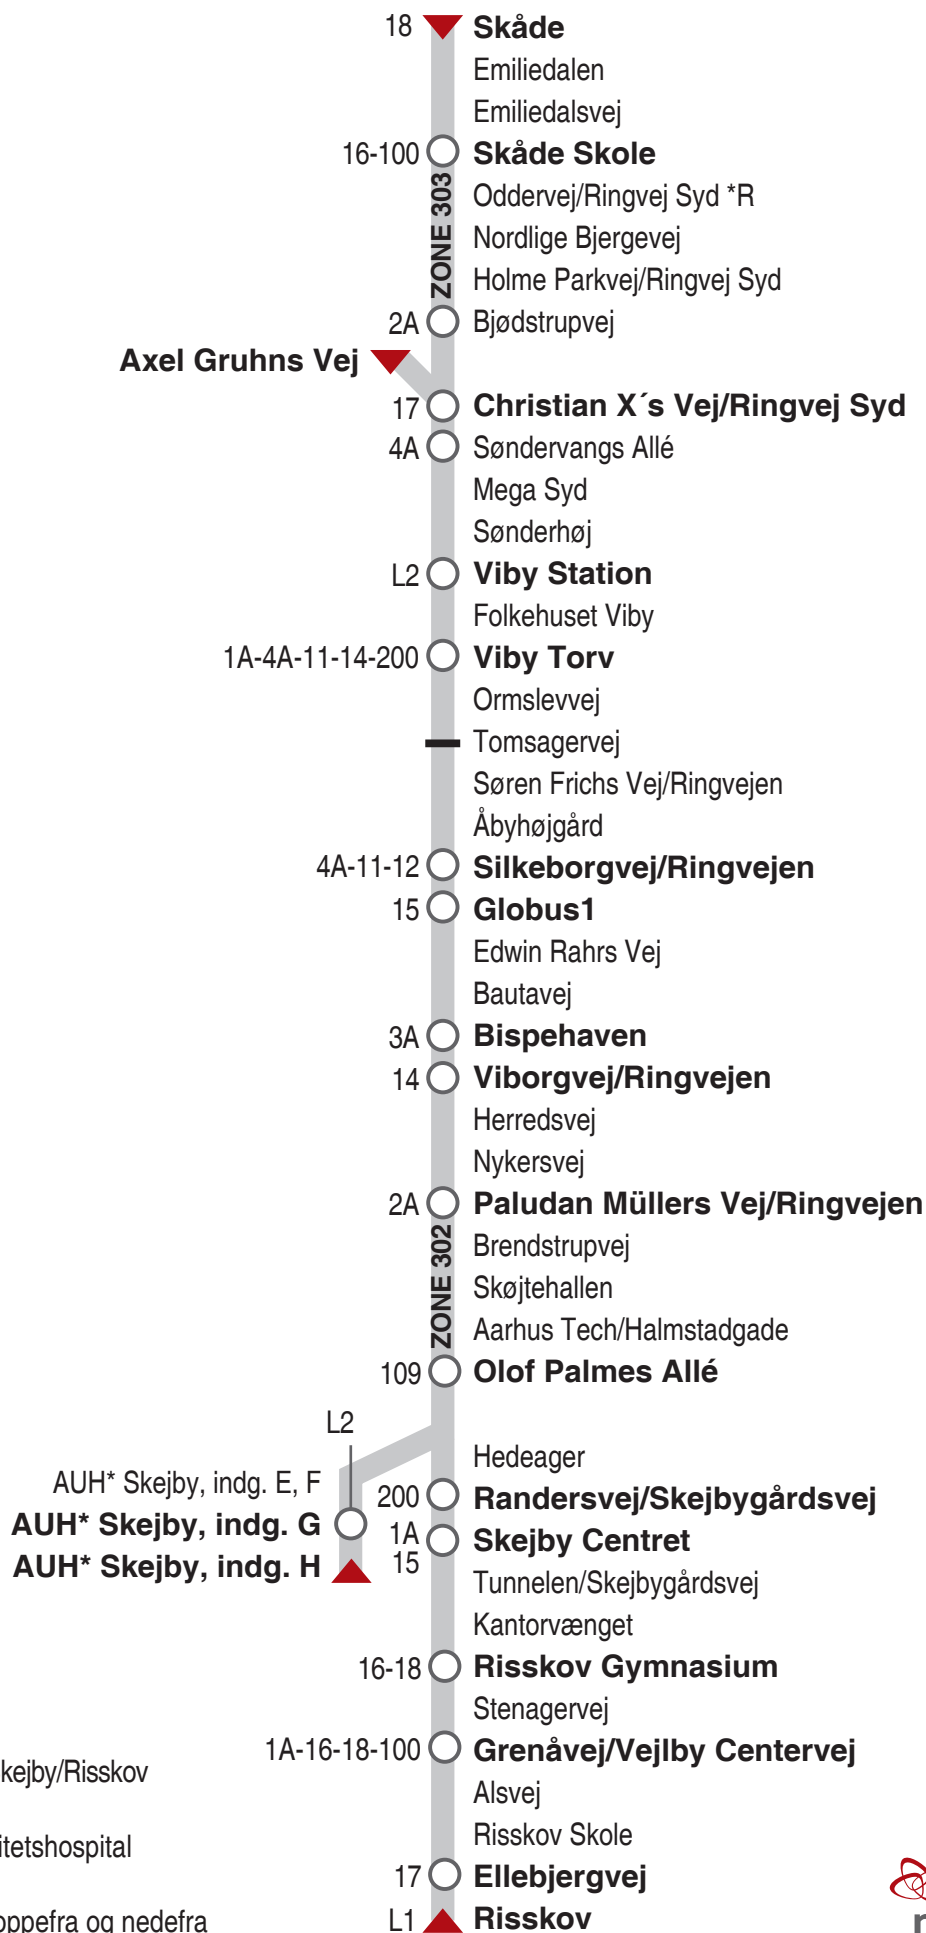 18 Skåde
Emiliedalen
Emiliedalsvej
16-100 Skåde Skole
Oddervej/Ringvej Syd *R
ZONE 303
Nordlige Bjergevej
Holme Parkvej/Ringvej Syd
2A Bjødstrupvej
Axel Gruhns Vej
17 Christian X´s Vej/Ringvej Syd
4A Søndervangs Allé
Mega Syd
Sønderhøj
L2 Viby Station
Folkehuset Viby
1A-4A-11-14-200 Viby Torv
Ormslevvej
Tomsagervej
Søren Frichs Vej/Ringvejen
Åbyhøjgård
4A-11-12 Silkeborgvej/Ringvejen
15 Globus1
Edwin Rahrs Vej
Bautavej
3A Bispehaven
14 Viborgvej/Ringvejen
Herredsvej
Nykersvej
2A Paludan Müllers Vej/Ringvejen
Brendstrupvej
ZONE 302
Skøjtehallen
Aarhus Tech/Halmstadgade
109 Olof Palmes Allé
L2
Hedeager
AUH* Skejby, indg. E, F
200 Randersvej/Skejbygårdsvej
AUH* Skejby, indg. G
1A Skejby Centret
15
AUH* Skejby, indg. H
Tunnelen/Skejbygårdsvej
Kantorvænget
16-18 Risskov Gymnasium
Stenagervej
1A-16-18-100 Grenåvej/Vejlby Centervej
kejby/Risskov
Alsvej
Risskov Skole
itetshospital
17 Ellebjergvej
oppefra og nedefra
L1 Risskov